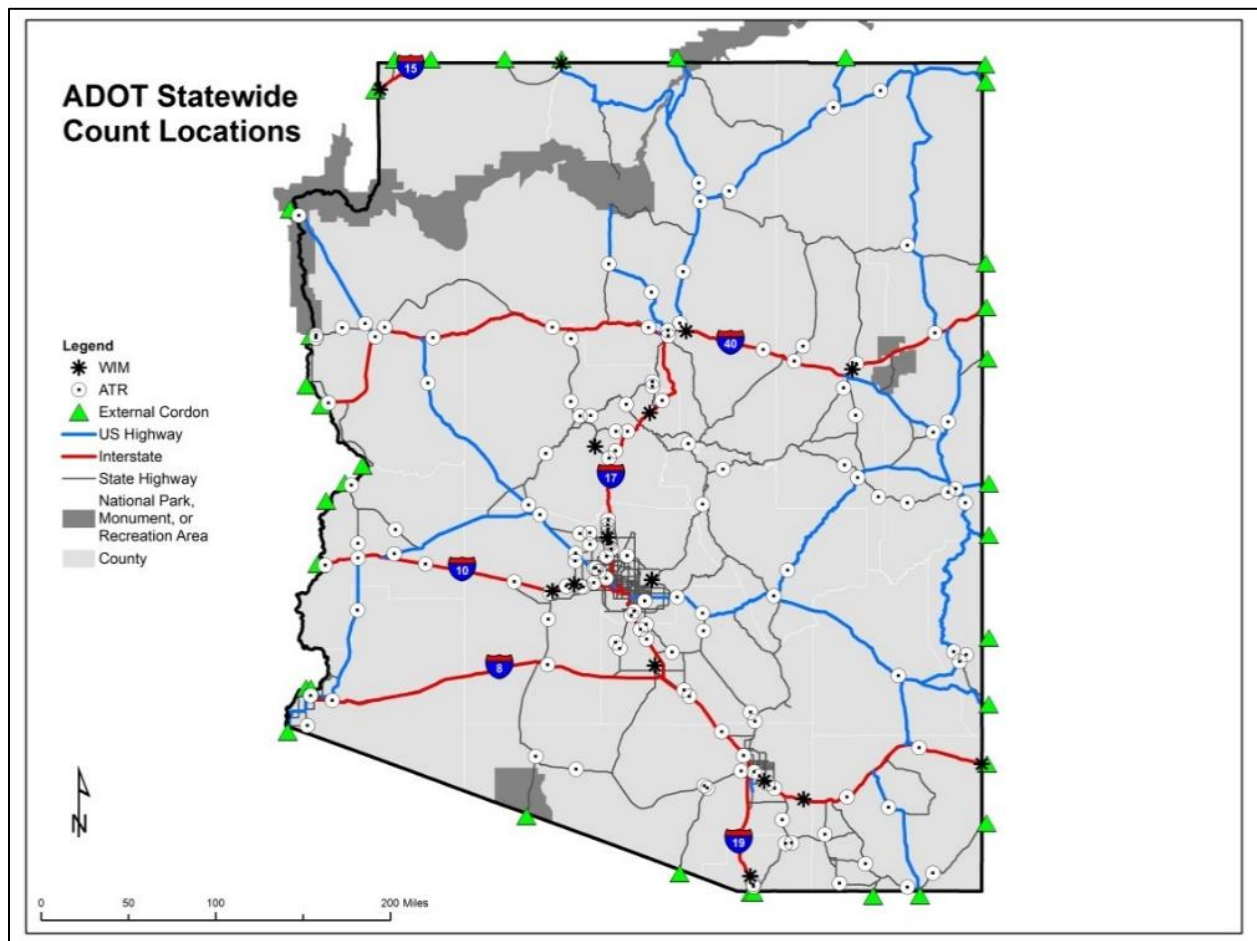 ADOT Statewide
Count Locations
15
40
17
10
8
19
Legend
WIM
ATR
External Cordon
US Highway
Interstate
State Highway
National Park,
Monument, or
Recreation Area
County
N
0 50 100 200 Miles